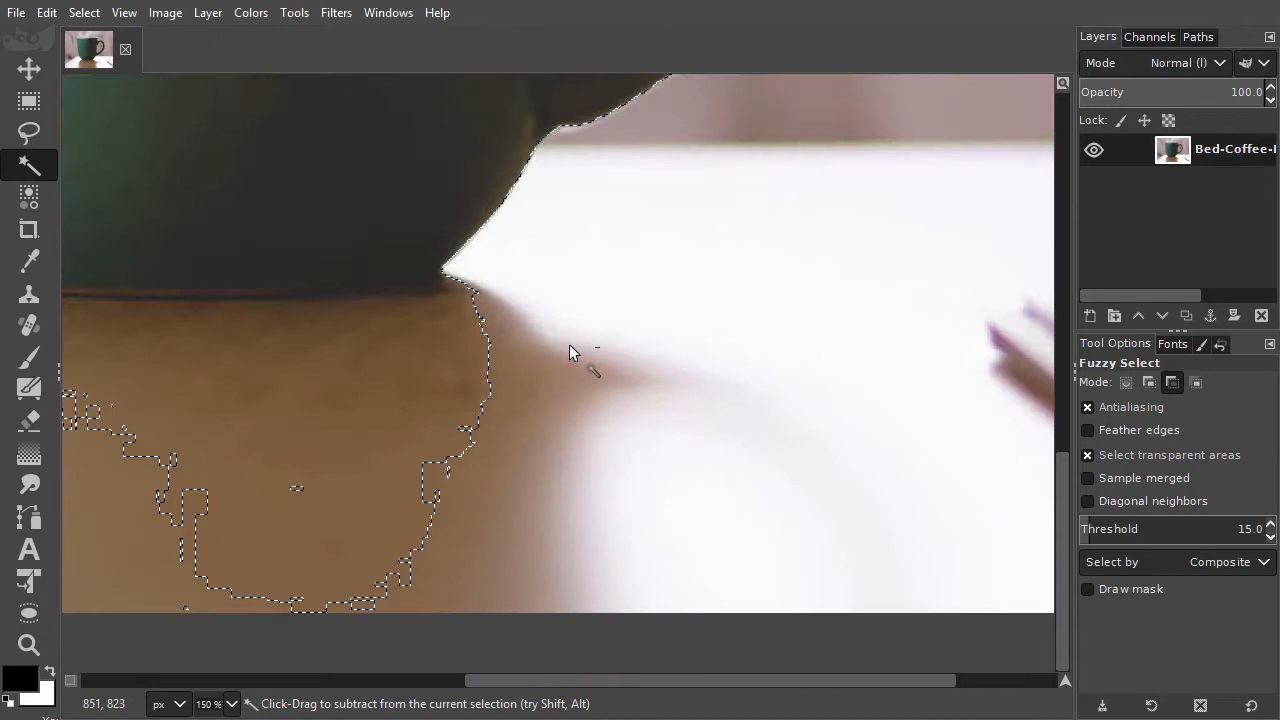 File Edit Select View Image Layer Colors Tools Filters Windows Help
Layers Channels Paths
Mode Normal (l)
Opacity 100.0
Lock:
Bed-Coffee-
Tool Options Fonts
Fuzzy Select
Mode:
Antialiasing
Feather edges
Select transparent areas
Sample merged
Diagonal neighbors
Threshold 15.0
Select by Composite
Draw mask
851, 823 px 150 % Click-Drag to subtract from the current selection (try Shift, Alt)